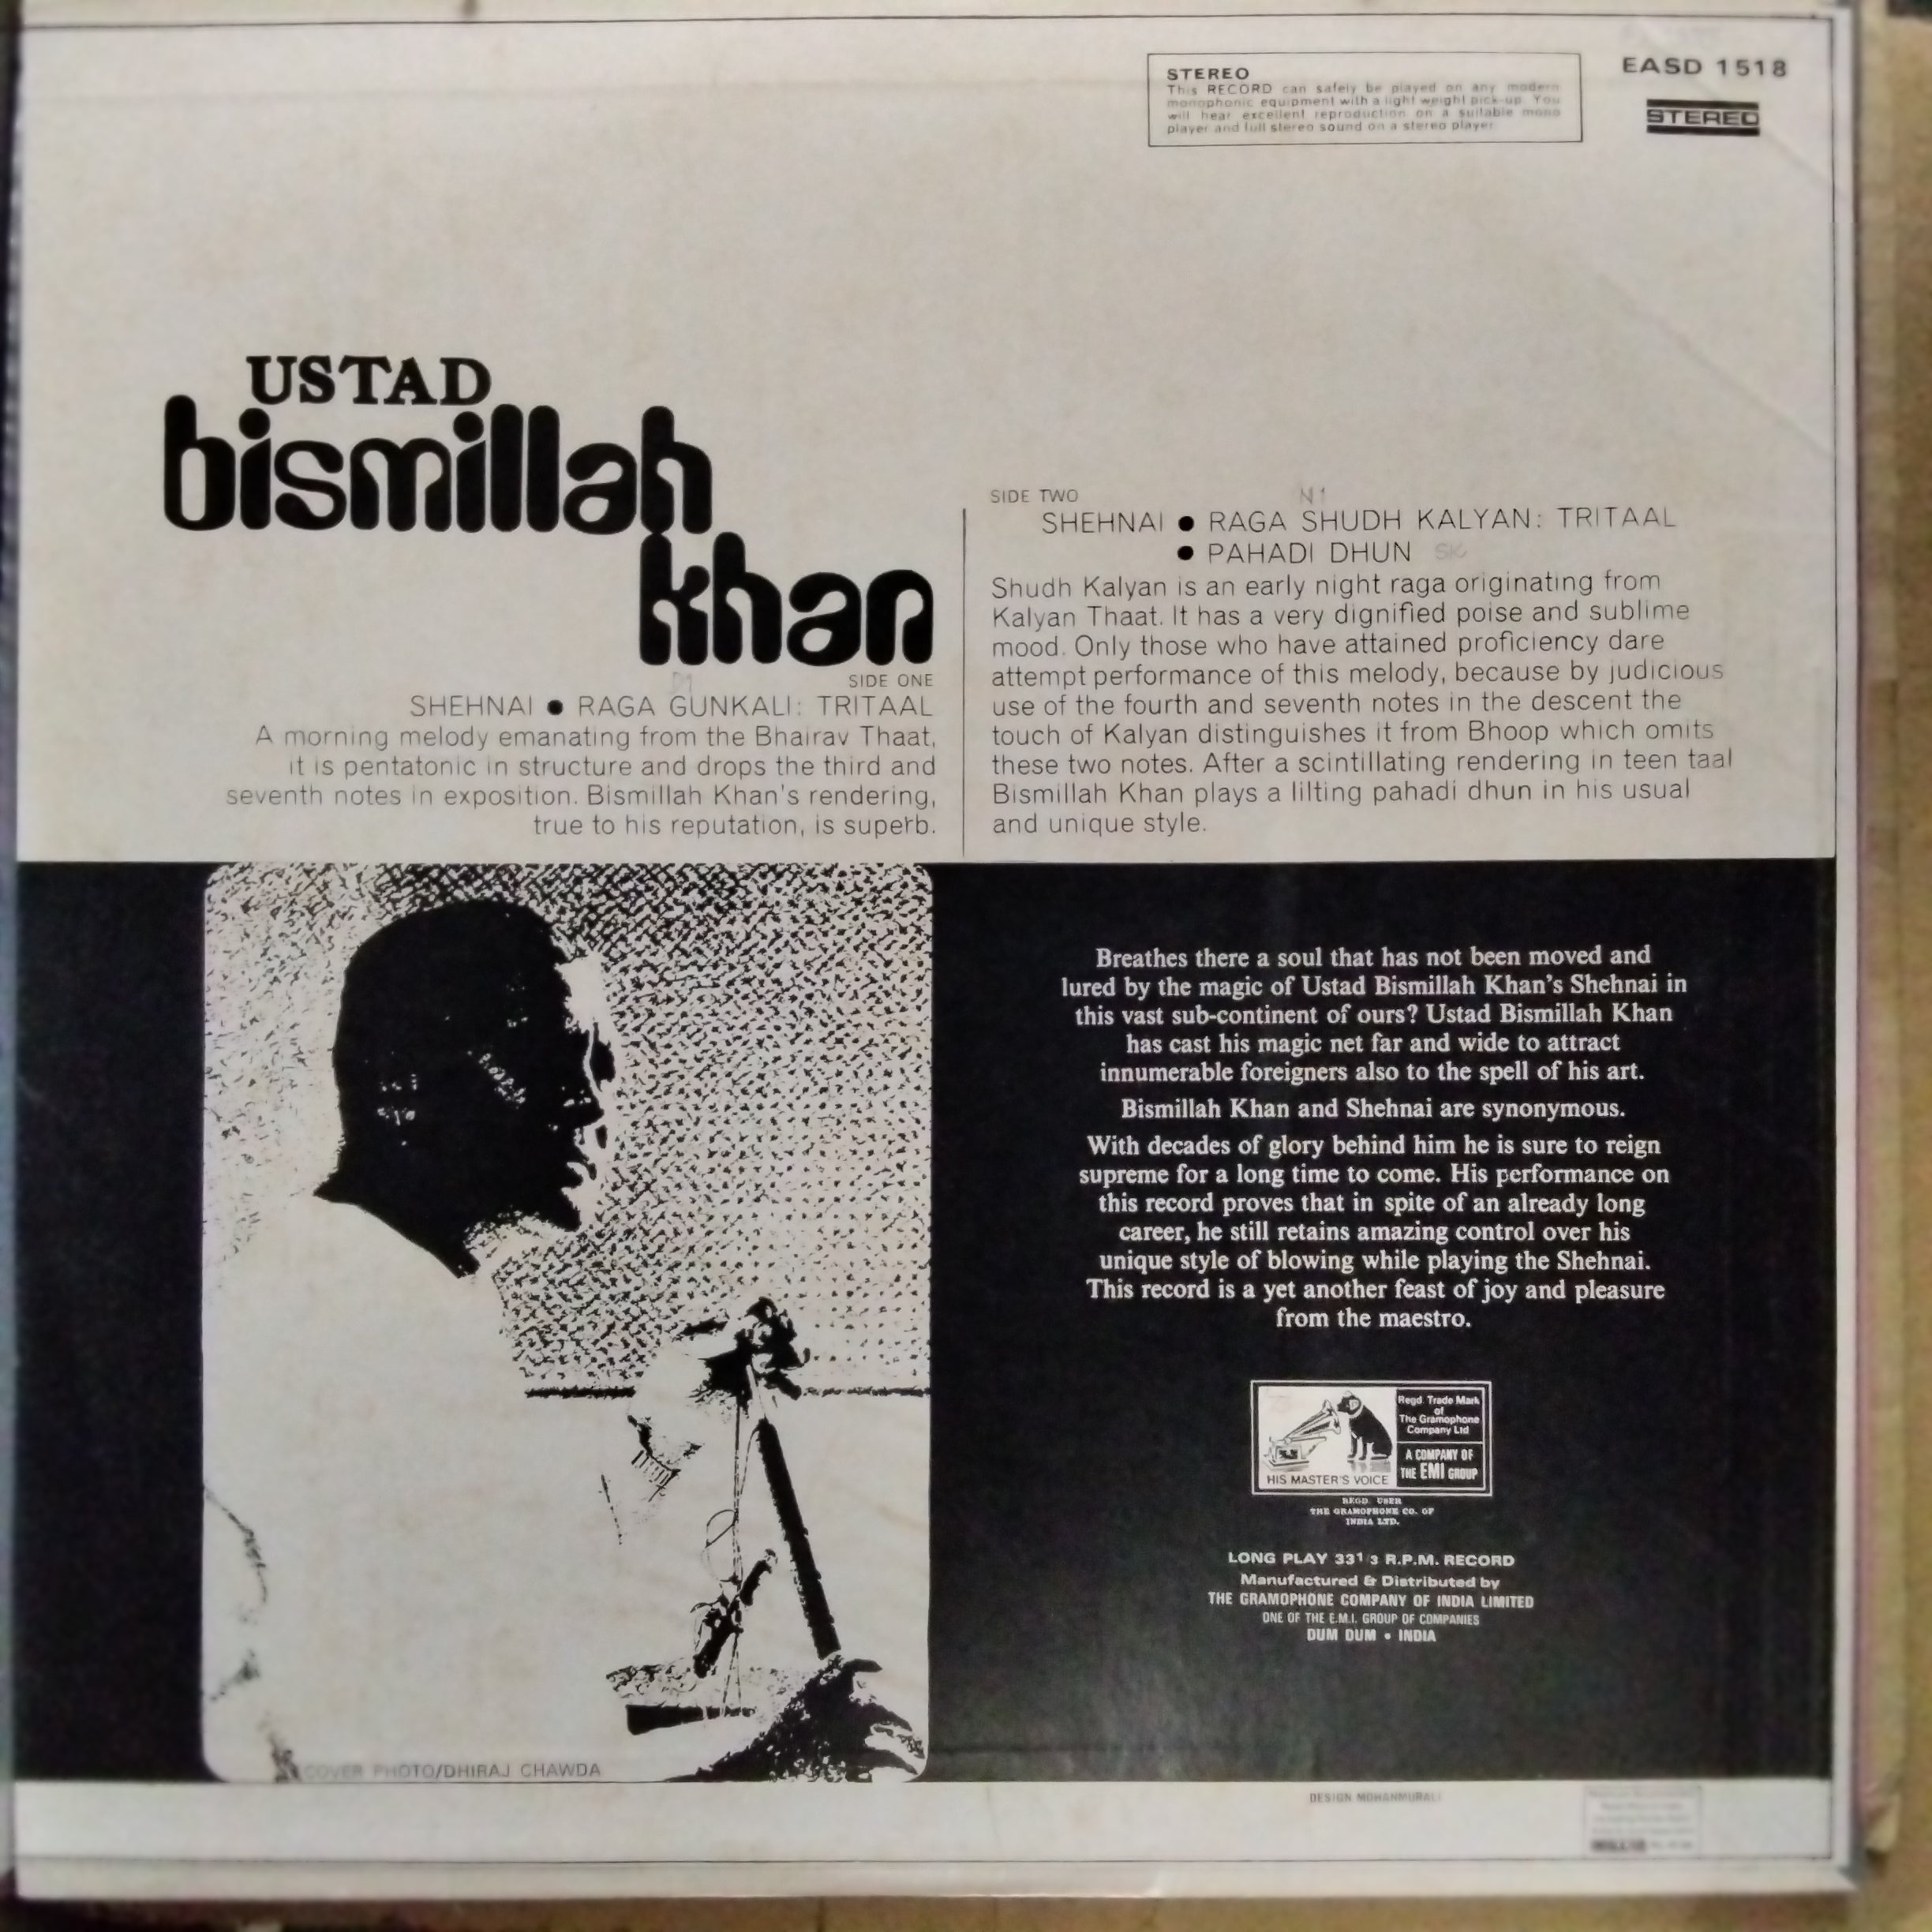 STEREO
This RECORD can safely be played on any modern
monophonic equipment with a light weight pick-up. You
will hear excellent reproduction on a suitable mono
player and full stereo sound on a stereo player
EASD 1518
STEREO
USTAD
bismillah
khan
SIDE ONE
SHEHNAI ● RAGA GUNKALI: TRITAAL
A morning melody emanating from the Bhairav Thaat,
it is pentatonic in structure and drops the third and
seventh notes in exposition. Bismillah Khan's rendering,
true to his reputation, is superb.
SIDE TWO
N1
SHEHNAI ● RAGA SHUDH KALYAN: TRITAAL
● PAHADI DHUN
Shudh Kalyan is an early night raga originating from
Kalyan Thaat. It has a very dignified poise and sublime
mood. Only those who have attained proficiency dare
attempt performance of this melody, because by judicious
use of the fourth and seventh notes in the descent the
touch of Kalyan distinguishes it from Bhoop which omits
these two notes. After a scintillating rendering in teen taal
Bismillah Khan plays a lilting pahadi dhun in his usual
and unique style.
Breathes there a soul that has not been moved and
lured by the magic of Ustad Bismillah Khan's Shehnai in
this vast sub-continent of ours? Ustad Bismillah Khan
has cast his magic net far and wide to attract
innumerable foreigners also to the spell of his art.
Bismillah Khan and Shehnai are synonymous.
With decades of glory behind him he is sure to reign
supreme for a long time to come. His performance on
this record proves that in spite of an already long
career, he still retains amazing control over his
unique style of blowing while playing the Shehnai.
This record is a yet another feast of joy and pleasure
from the maestro.
HIS MASTER'S VOICE
Regd. Trade Mark
of
The Gramophone
Company Ltd
A COMPANY OF
THE EMI GROUP
REGD. USER
THE GRAMOPHONE CO. OF
INDIA LTD.
LONG PLAY 33 1/3 R.P.M. RECORD
Manufactured & Distributed by
THE GRAMOPHONE COMPANY OF INDIA LIMITED
ONE OF THE E.M.I. GROUP OF COMPANIES
DUM DUM • INDIA
COVER PHOTO/DHIRAJ CHAWDA
DESIGN MOHANMURALI